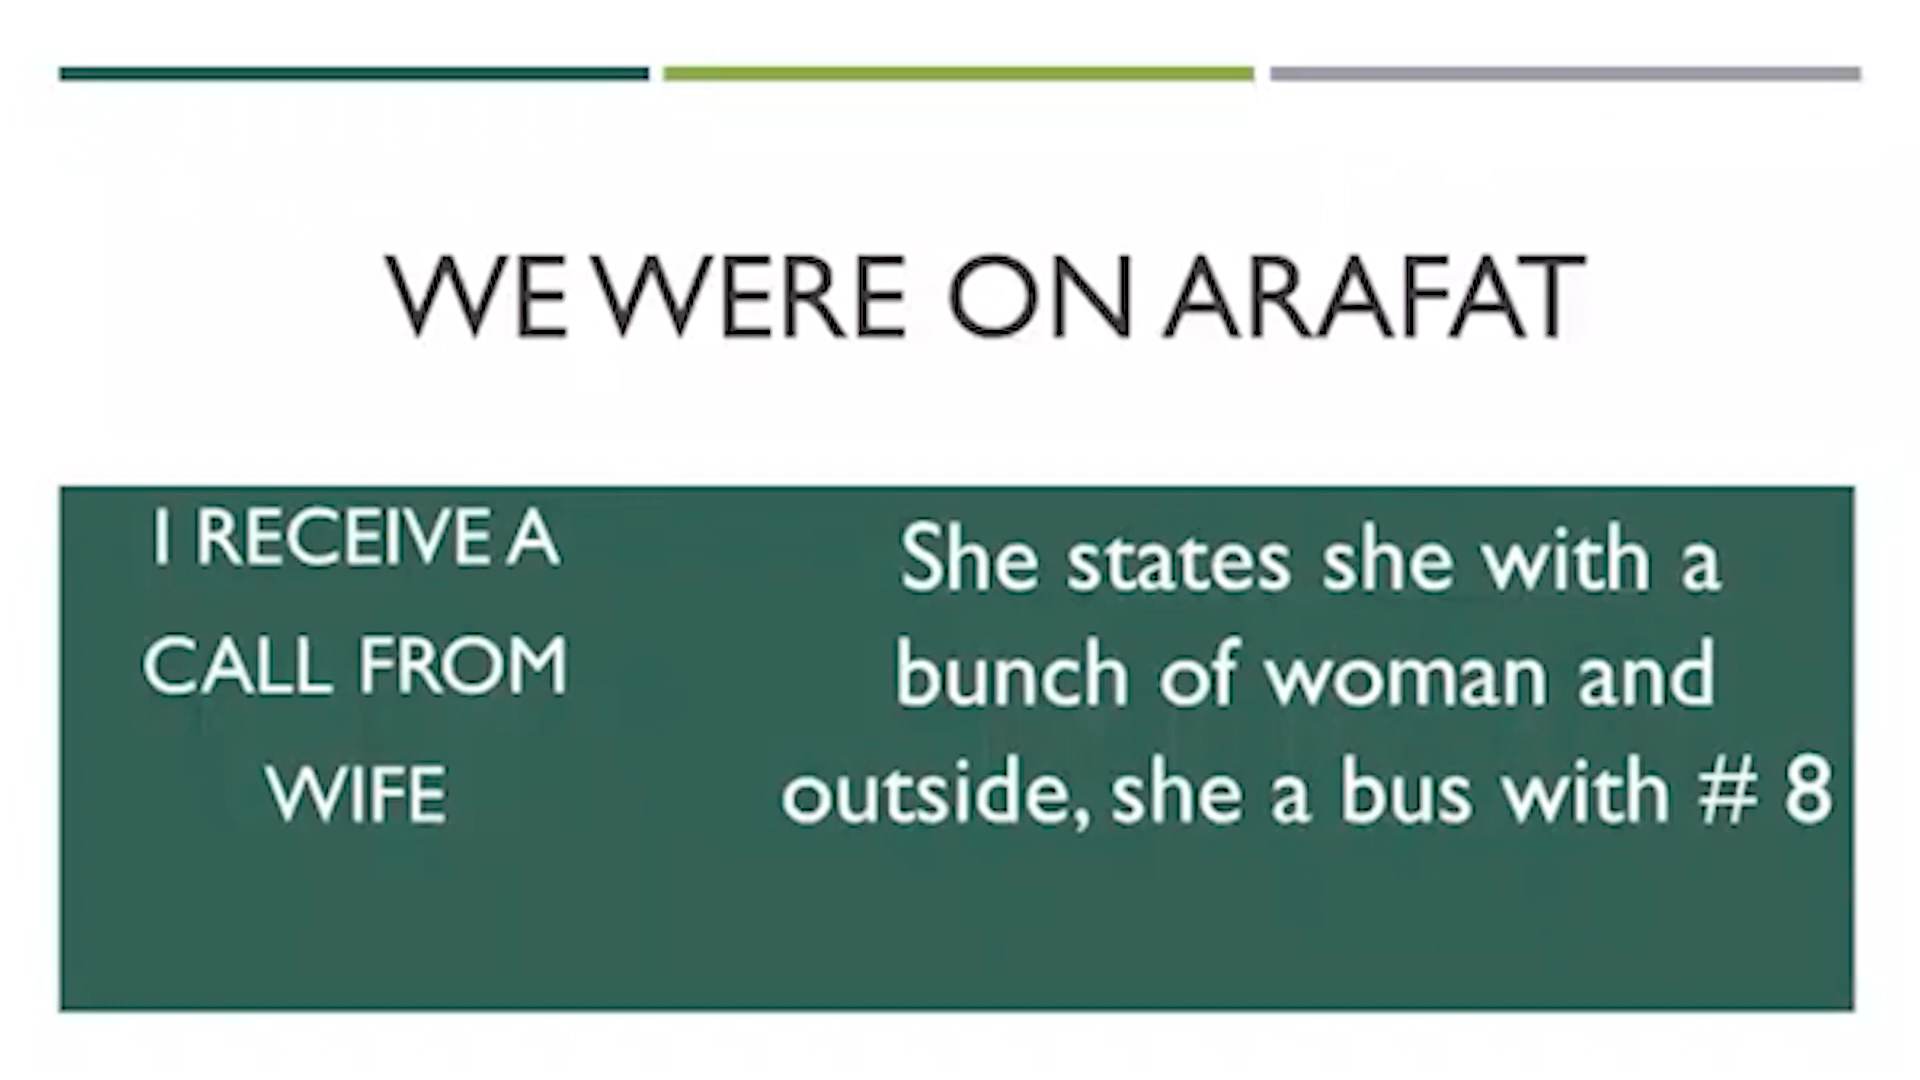 WE WERE ON ARAFAT
I RECEIVE A
CALL FROM
WIFE
She states she with a
bunch of woman and
outside, she a bus with # 8